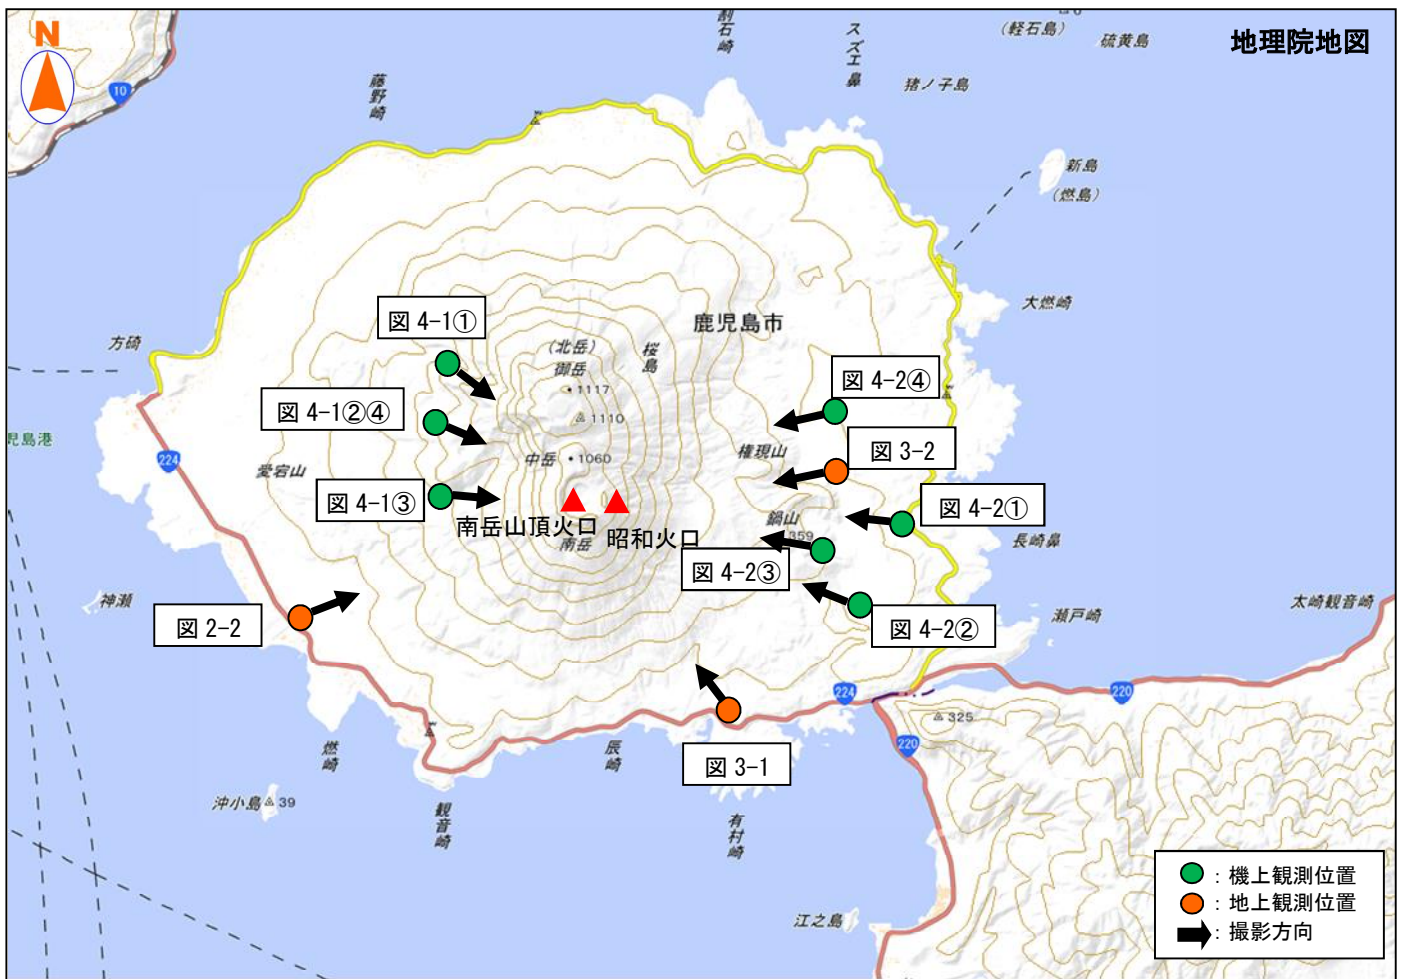 N
地理院地図
10
藤野崎
割石崎
スズエ鼻
(軽石島)
硫黄島
猪ノ子島
新島
(燃島)
大燃崎
方碕
児島港
224
図 4-1①
(北岳)
御岳
・1117
1110
桜島
鹿児島市
図 4-1②④
中岳
・1060
愛宕山
図 4-1③
南岳山頂火口
昭和火口
南岳
図 4-2④
権現山
図 3-2
図 4-2①
鍋山
359
図 4-2③
長崎鼻
図 4-2②
瀬戸崎
太崎観音崎
神瀬
図 2-2
図 3-1
224
220
220
325
燃崎
辰崎
沖小島
39
観音崎
有村崎
江之島
:機上観測位置
:地上観測位置
:撮影方向